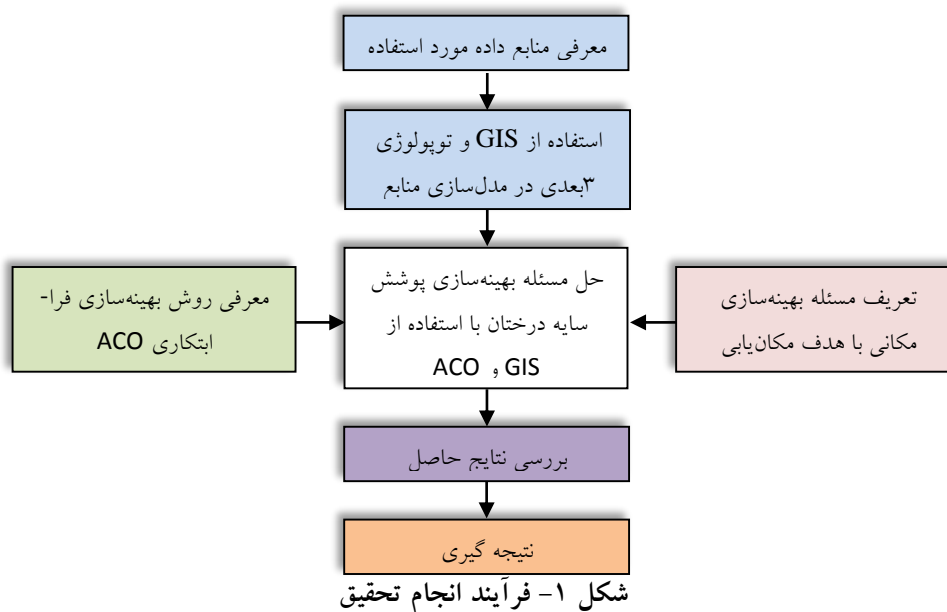 معرفی منابع داده مورد استفاده
استفاده از GIS و توپولوژی
۳بعدی در مدل‌سازی منابع
تعریف مسئله بهینه‌سازی
مکانی با هدف مکان‌یابی
حل مسئله بهینه‌سازی پوشش
سایه درختان با استفاده از
GIS و ACO
معرفی روش بهینه‌سازی فرا-
ابتکاری ACO
بررسی نتایج حاصل
نتیجه گیری
شکل ۱- فرآیند انجام تحقیق